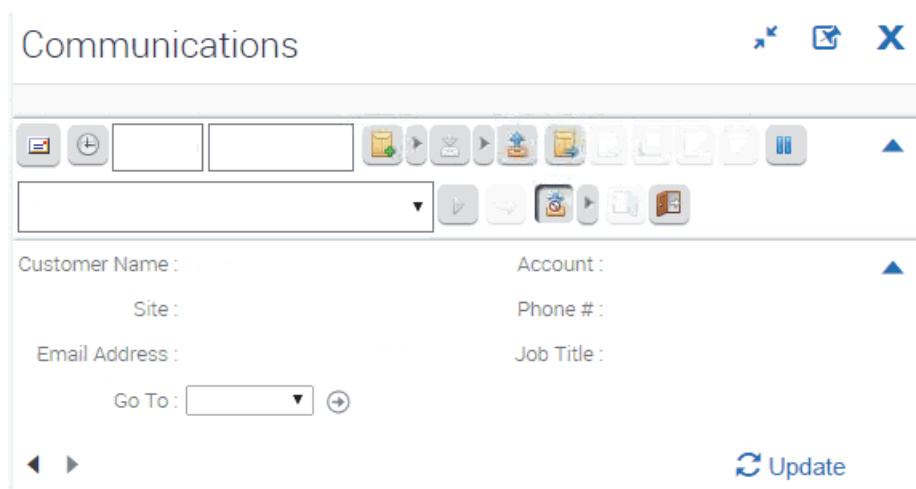 Communications
Customer Name :
Account :
Site :
Phone # :
Email Address :
Job Title :
Go To :
Update